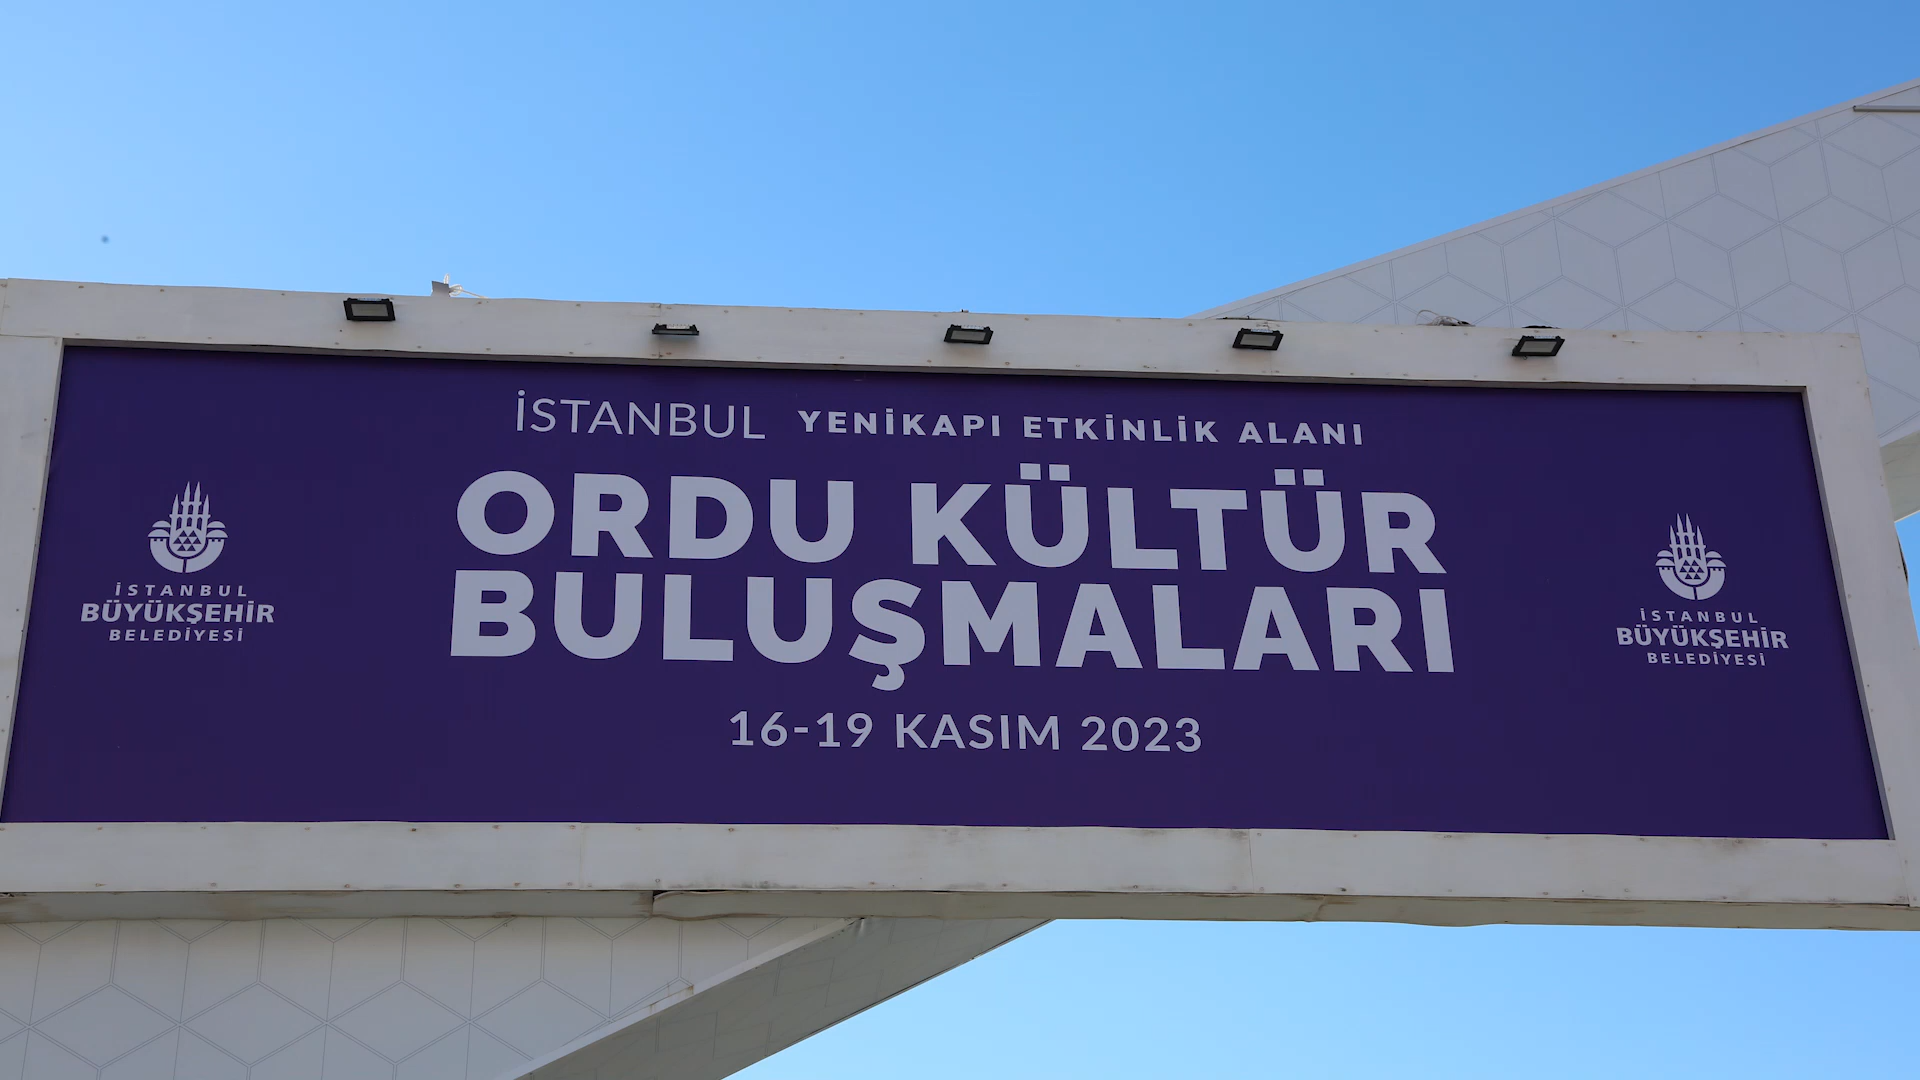 İSTANBUL YENİKAPI ETKİNLİK ALANI
ORDU KÜLTÜR
BULUŞMALARI
16-19 KASIM 2023
İSTANBUL
BÜYÜKŞEHİR
BELEDİYESİ
İSTANBUL
BÜYÜKŞEHİR
BELEDİYESİ